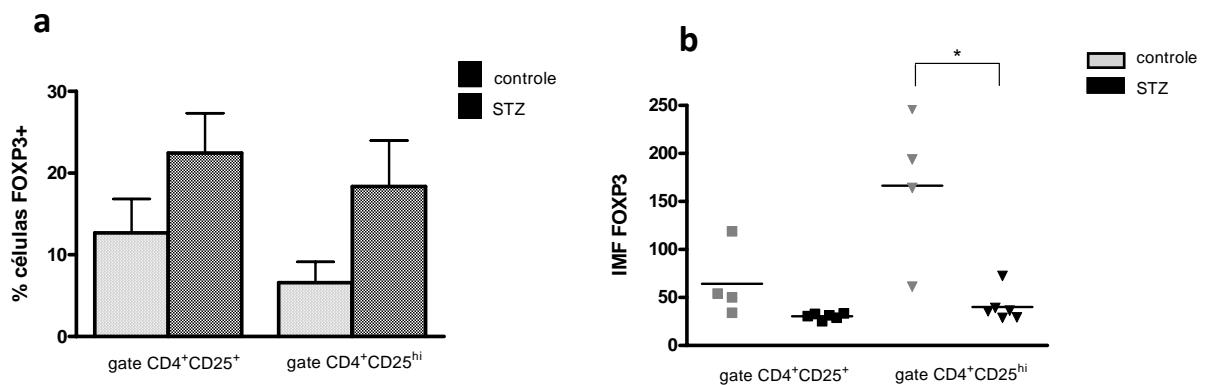 a
controle
STZ
30
20
10
0
% células FOXP3+
gate CD4⁺CD25⁺
gate CD4⁺CD25ʰⁱ
b
*
controle
STZ
250
200
150
100
50
0
IMF FOXP3
gate CD4⁺CD25⁺
gate CD4⁺CD25ʰⁱ